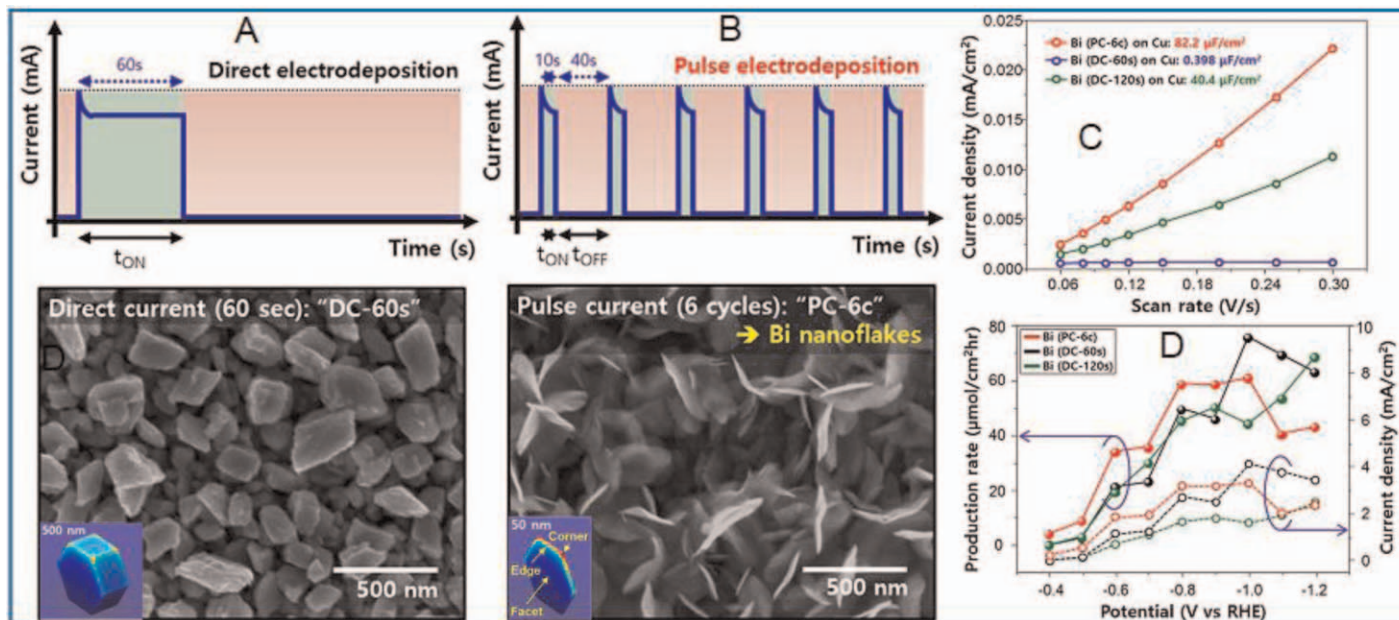 A
60s
Direct electrodeposition
Current (mA)
Time (s)
tON
B
10s 40s
Pulse electrodeposition
Current (mA)
Time (s)
tON tOFF
0.025
0.020
0.015
0.010
0.005
0.000
Current density (mA/cm²)
Bi (PC-6c) on Cu: 82.2 μF/cm²
Bi (DC-60s) on Cu: 0.398 μF/cm²
Bi (DC-120s) on Cu: 40.4 μF/cm²
C
0.06 0.12 0.18 0.24 0.30
Scan rate (V/s)
Direct current (60 sec): "DC-60s"
D
500 nm
500 nm
Pulse current (6 cycles): "PC-6c"
➔ Bi nanoflakes
50 nm
Corner
Edge
Facet
500 nm
80
60
40
20
0
Production rate (μmol/cm²hr)
Bi (PC-6c)
Bi (DC-60s)
Bi (DC-120s)
D
10
8
6
4
2
0
Current density (mA/cm²)
-0.4 -0.6 -0.8 -1.0 -1.2
Potential (V vs RHE)